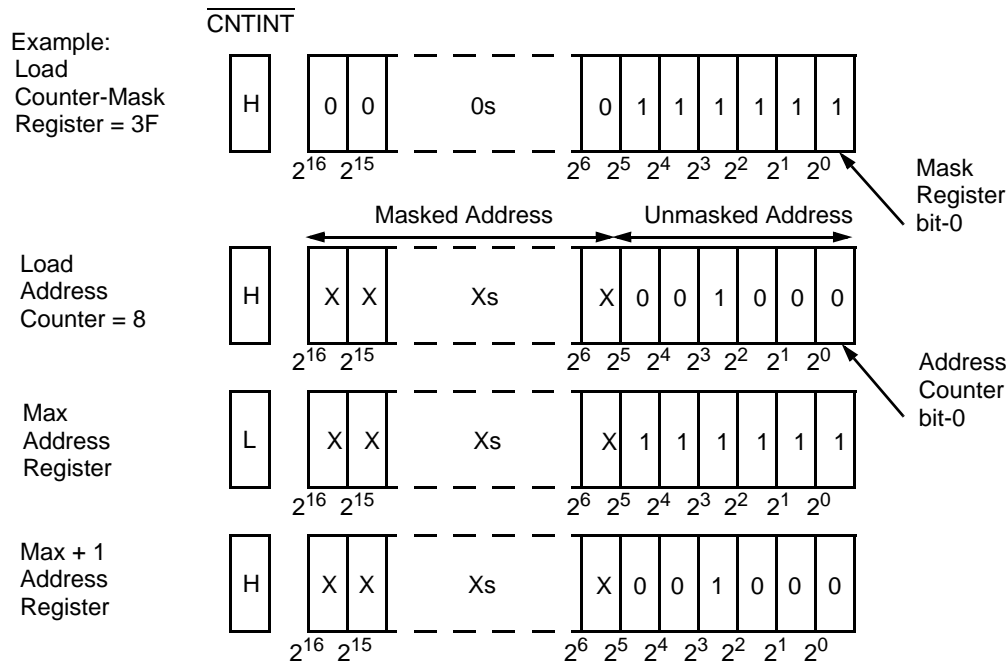 CNTINT
Example:
Load
Counter-Mask
Register = 3F
H
0 0 0s 0 1 1 1 1 1 1
2^16 2^15 2^6 2^5 2^4 2^3 2^2 2^1 2^0
Mask
Register
bit-0
Masked Address Unmasked Address
Load
Address
Counter = 8
H
X X Xs X 0 0 1 0 0 0
2^16 2^15 2^6 2^5 2^4 2^3 2^2 2^1 2^0
Address
Counter
bit-0
Max
Address
Register
L
X X Xs X 1 1 1 1 1 1
2^16 2^15 2^6 2^5 2^4 2^3 2^2 2^1 2^0
Max + 1
Address
Register
H
X X Xs X 0 0 1 0 0 0
2^16 2^15 2^6 2^5 2^4 2^3 2^2 2^1 2^0